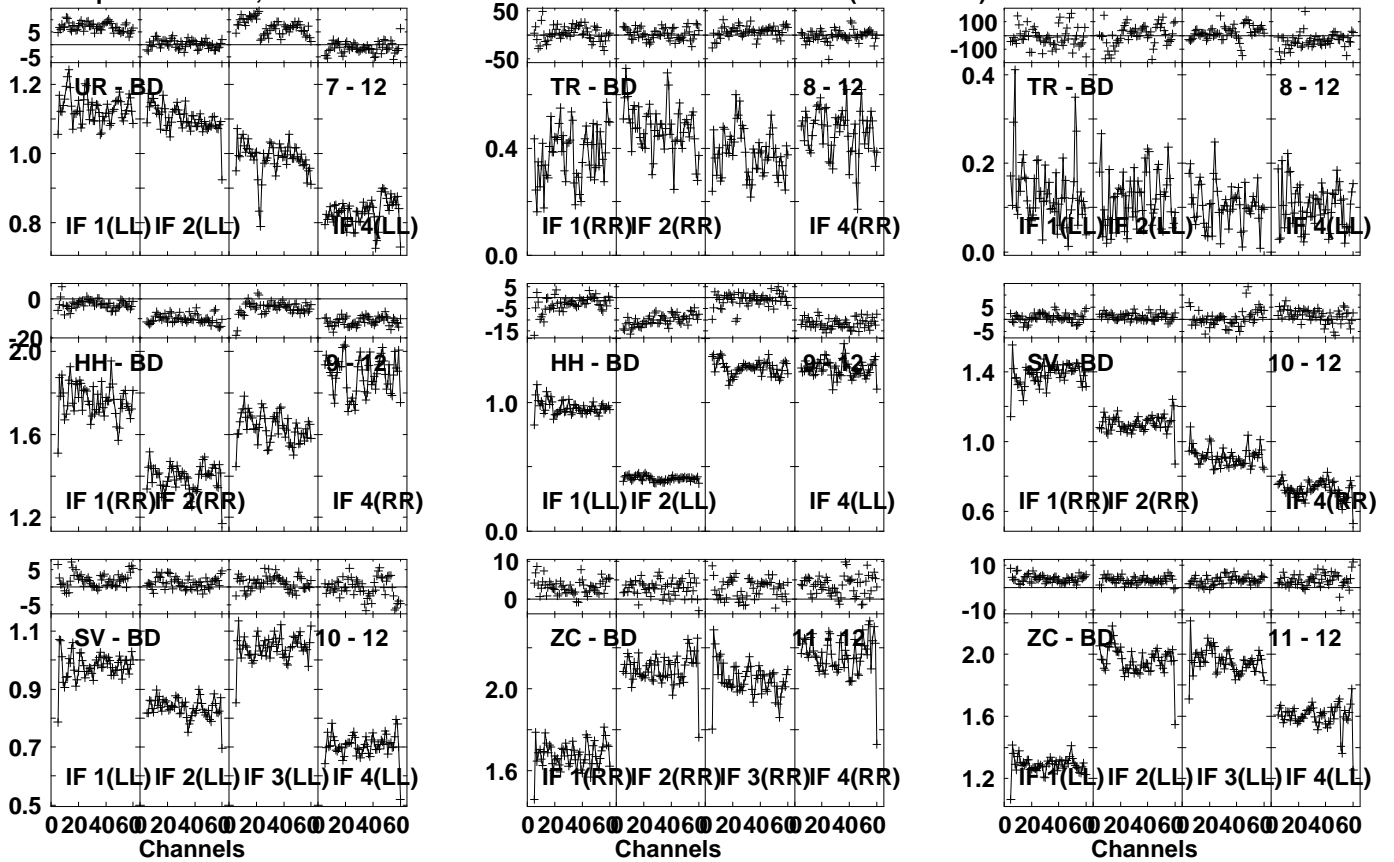 5
-5
1.2
1.0
0.8
UR - BD
7 - 12
IF 1(LL)
IF 2(LL)
IF 4(LL)
50
0
-50
0.4
0.0
TR - BD
8 - 12
IF 1(RR)
IF 2(RR)
IF 4(RR)
100
-100
0.4
0.2
0.0
TR - BD
8 - 12
IF 1(LL)
IF 2(LL)
IF 4(LL)
0
-20
2.0
1.6
1.2
HH - BD
9 - 12
IF 1(RR)
IF 2(RR)
IF 4(RR)
5
-5
-15
1.0
0.0
HH - BD
9 - 12
IF 1(LL)
IF 2(LL)
IF 4(LL)
5
-5
1.4
1.0
0.6
SV - BD
10 - 12
IF 1(RR)
IF 2(RR)
IF 4(RR)
5
-5
1.1
0.9
0.7
0.5
SV - BD
10 - 12
IF 1(LL)
IF 2(LL)
IF 3(LL)
IF 4(LL)
0 20 40 60 0 20 40 60 0 20 40 60 0 20 40 60
Channels
10
0
2.0
1.6
ZC - BD
11 - 12
IF 1(RR)
IF 2(RR)
IF 3(RR)
IF 4(RR)
0 20 40 60 0 20 40 60 0 20 40 60 0 20 40 60
Channels
10
-10
2.0
1.6
1.2
ZC - BD
11 - 12
IF 1(LL)
IF 2(LL)
IF 3(LL)
IF 4(LL)
0 20 40 60 0 20 40 60 0 20 40 60 0 20 40 60
Channels